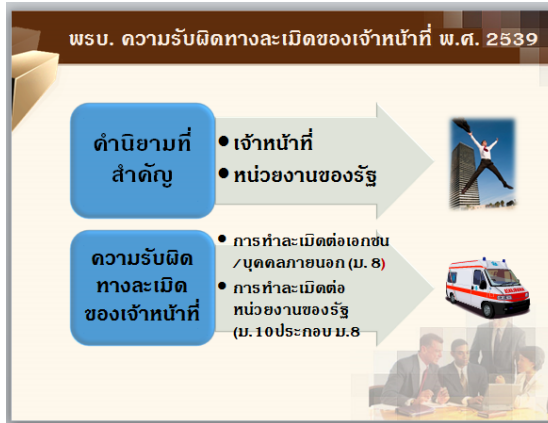 พรบ. ความรับผิดทางละเมิดของเจ้าหน้าที่ พ.ศ. 2539
คำนิยามที่
สำคัญ
• เจ้าหน้าที่
• หน่วยงานของรัฐ
ความรับผิด
ทางละเมิด
ของเจ้าหน้าที่
• การทำละเมิดต่อเอกชน
/บุคคลภายนอก (ม. 8)
• การทำละเมิดต่อ
หน่วยงานของรัฐ
(ม.10ประกอบ ม.8